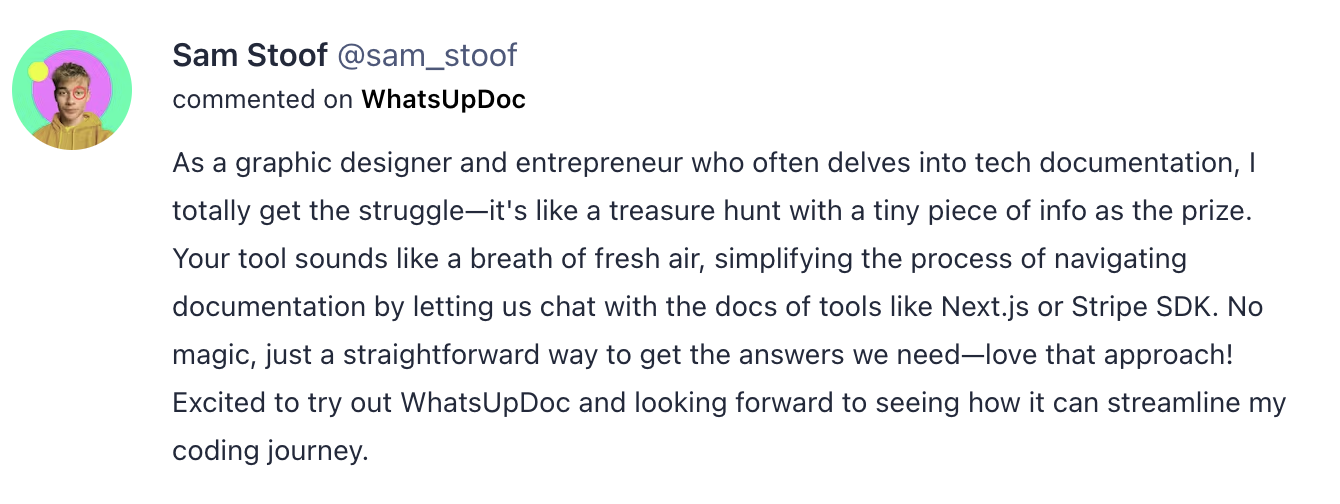 Sam Stoof @sam_stoof
commented on WhatsUpDoc
As a graphic designer and entrepreneur who often delves into tech documentation, I
totally get the struggle—it's like a treasure hunt with a tiny piece of info as the prize.
Your tool sounds like a breath of fresh air, simplifying the process of navigating
documentation by letting us chat with the docs of tools like Next.js or Stripe SDK. No
magic, just a straightforward way to get the answers we need—love that approach!
Excited to try out WhatsUpDoc and looking forward to seeing how it can streamline my
coding journey.